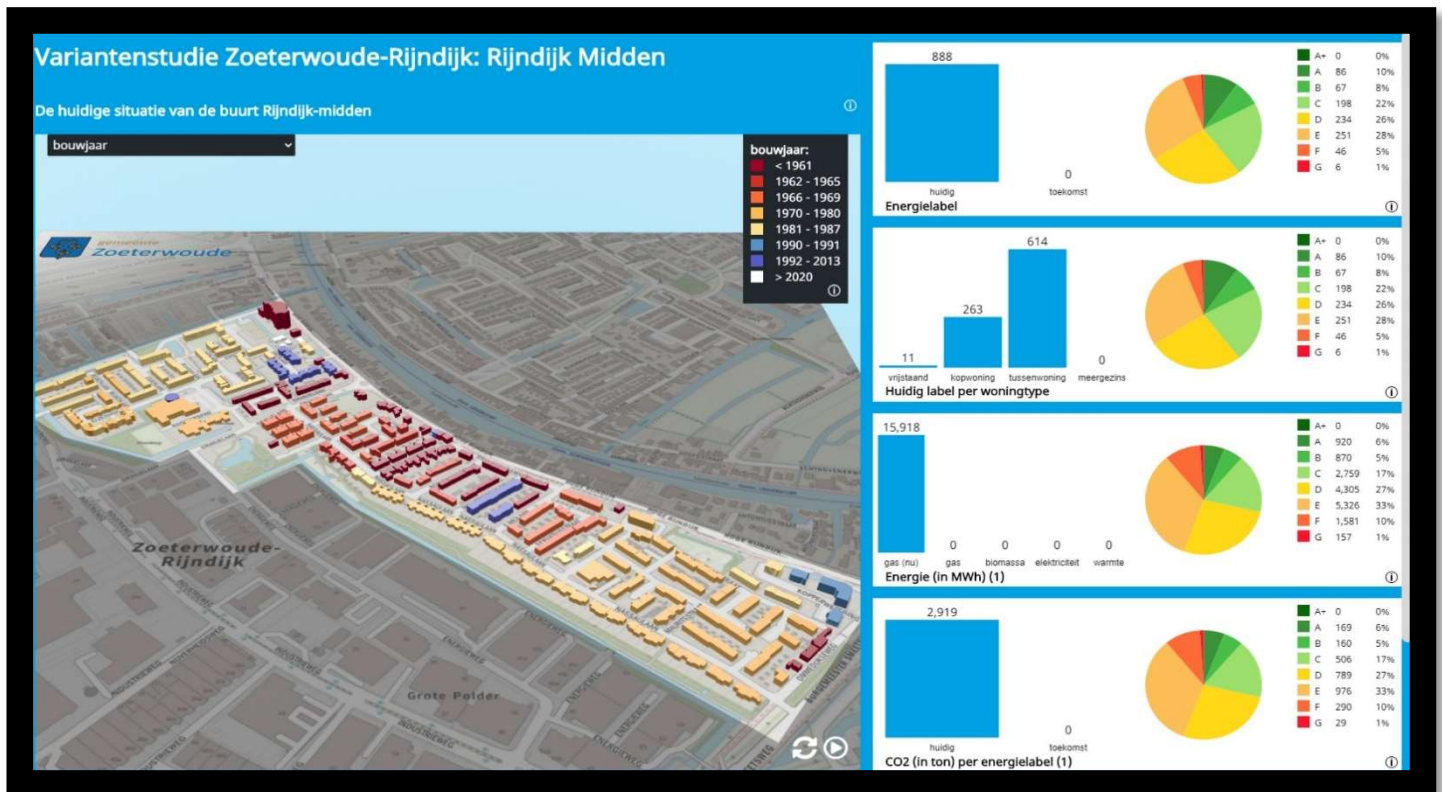 Variantenstudie Zoeterwoude-Rijndijk: Rijndijk Midden
De huidige situatie van de buurt Rijndijk-midden
bouwjaar
bouwjaar:
< 1961
1962 - 1965
1966 - 1969
1970 - 1980
1981 - 1987
1990 - 1991
1992 - 2013
> 2020
gemeente
Zoeterwoude
Zoeterwoude-
Rijndijk
Grote Polder
INDUSTRIEWEG
ENERGIEWEG
NASSAULAAN
HOGE RIJNDIJK
888
0
huidig
toekomst
Energielabel
A+ 0 0%
A 86 10%
B 67 8%
C 198 22%
D 234 26%
E 251 28%
F 46 5%
G 6 1%
11
263
614
0
vrijstaand
kopwoning
tussenwoning
meergezins
Huidig label per woningtype
A+ 0 0%
A 86 10%
B 67 8%
C 198 22%
D 234 26%
E 251 28%
F 46 5%
G 6 1%
15,918
0
0
0
0
gas (nu)
gas
biomassa
elektriciteit
warmte
Energie (in MWh) (1)
A+ 0 0%
A 920 6%
B 870 5%
C 2,759 17%
D 4,305 27%
E 5,326 33%
F 1,581 10%
G 157 1%
2,919
0
huidig
toekomst
CO2 (in ton) per energielabel (1)
A+ 0 0%
A 169 6%
B 160 5%
C 506 17%
D 789 27%
E 976 33%
F 290 10%
G 29 1%